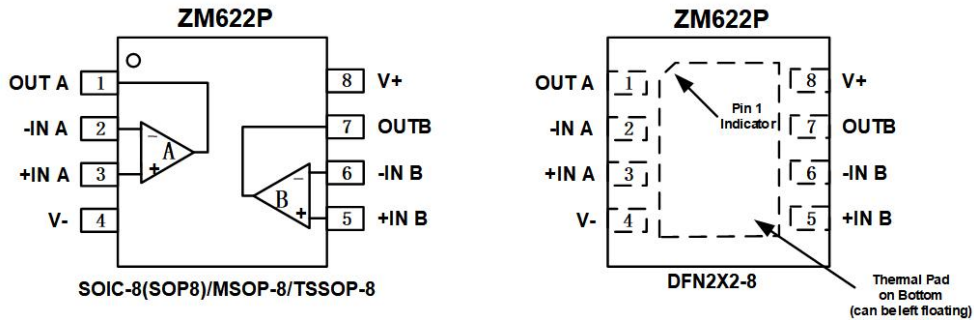 ZM622P
OUT A 1
-IN A 2
+IN A 3
V- 4
8 V+
7 OUTB
6 -IN B
5 +IN B
−
A
+
−
B
+
SOIC-8(SOP8)/MSOP-8/TSSOP-8
ZM622P
OUT A 1
-IN A 2
+IN A 3
V- 4
Pin 1
Indicator
8 V+
7 OUTB
6 -IN B
5 +IN B
DFN2X2-8
Thermal Pad
on Bottom
(can be left floating)